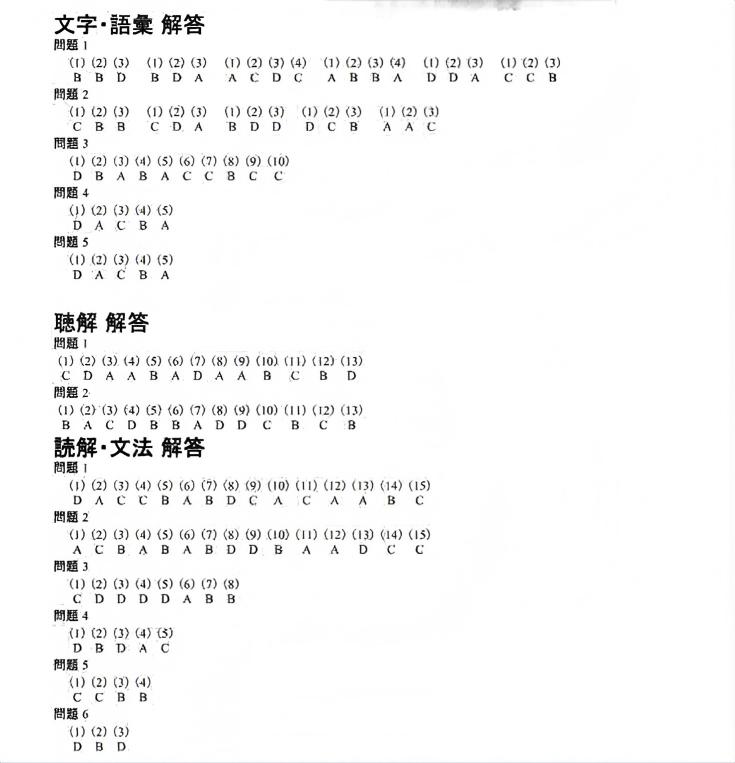 文字・語彙 解答
問題 1
(1) (2) (3) (1) (2) (3) (1) (2) (3) (4) (1) (2) (3) (4) (1) (2) (3) (1) (2) (3)
B B D B D A A C D C A B B A D D A C C B
問題 2
(1) (2) (3) (1) (2) (3) (1) (2) (3) (1) (2) (3) (1) (2) (3)
C B B C D A B D D D C B A A C
問題 3
(1) (2) (3) (4) (5) (6) (7) (8) (9) (10)
D B A B A C C B C C
問題 4
(1) (2) (3) (4) (5)
D A C B A
問題 5
(1) (2) (3) (4) (5)
D A C B A
聴解 解答
問題 1
(1) (2) (3) (4) (5) (6) (7) (8) (9) (10) (11) (12) (13)
C D A A B A D A A B C B D
問題 2
(1) (2) (3) (4) (5) (6) (7) (8) (9) (10) (11) (12) (13)
B A C D B B A D D C B C B
読解・文法 解答
問題 1
(1) (2) (3) (4) (5) (6) (7) (8) (9) (10) (11) (12) (13) (14) (15)
D A C C B A B D C A C A A B C
問題 2
(1) (2) (3) (4) (5) (6) (7) (8) (9) (10) (11) (12) (13) (14) (15)
A C B A B A B D D B A A D C C
問題 3
(1) (2) (3) (4) (5) (6) (7) (8)
C D D D D A B B
問題 4
(1) (2) (3) (4) (5)
D B D A C
問題 5
(1) (2) (3) (4)
C C B B
問題 6
(1) (2) (3)
D B D